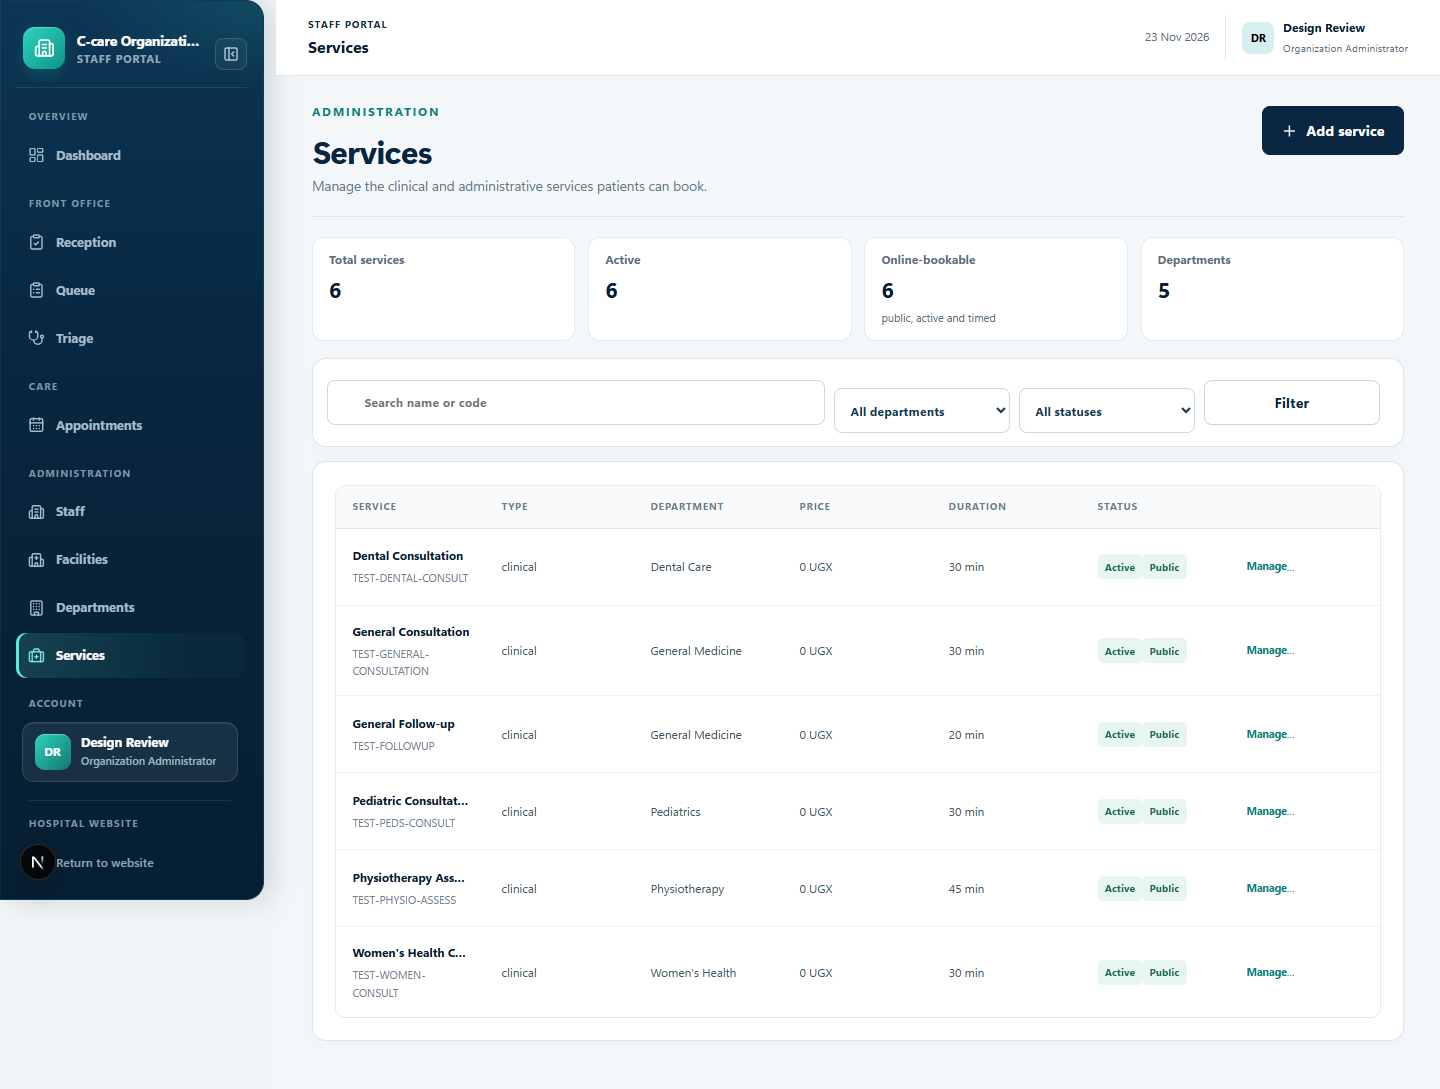 C-care Organizati...
STAFF PORTAL
OVERVIEW
Dashboard
FRONT OFFICE
Reception
Queue
Triage
CARE
Appointments
ADMINISTRATION
Staff
Facilities
Departments
Services
ACCOUNT
DR
Design Review
Organization Administrator
HOSPITAL WEBSITE
N
Return to website
STAFF PORTAL
Services
23 Nov 2026
DR
Design Review
Organization Administrator
ADMINISTRATION
Services
Manage the clinical and administrative services patients can book.
Add service
Total services
6
Active
6
Online-bookable
6
public, active and timed
Departments
5
Search name or code
All departments
All statuses
Filter
SERVICE TYPE DEPARTMENT PRICE DURATION STATUS
Dental Consultation
TEST-DENTAL-CONSULT
clinical Dental Care 0 UGX 30 min Active Public Manage...
General Consultation
TEST-GENERAL-
CONSULTATION
clinical General Medicine 0 UGX 30 min Active Public Manage...
General Follow-up
TEST-FOLLOWUP
clinical General Medicine 0 UGX 20 min Active Public Manage...
Pediatric Consultat...
TEST-PEDS-CONSULT
clinical Pediatrics 0 UGX 30 min Active Public Manage...
Physiotherapy Ass...
TEST-PHYSIO-ASSESS
clinical Physiotherapy 0 UGX 45 min Active Public Manage...
Women's Health C...
TEST-WOMEN-
CONSULT
clinical Women's Health 0 UGX 30 min Active Public Manage...